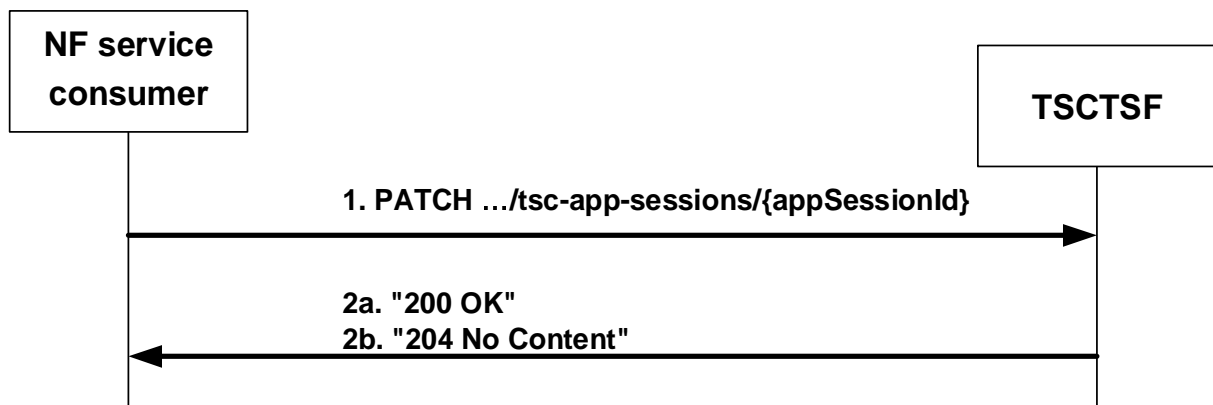 NF service
consumer
TSCTSF
1. PATCH …/tsc-app-sessions/{appSessionId}
2a. "200 OK"
2b. "204 No Content"